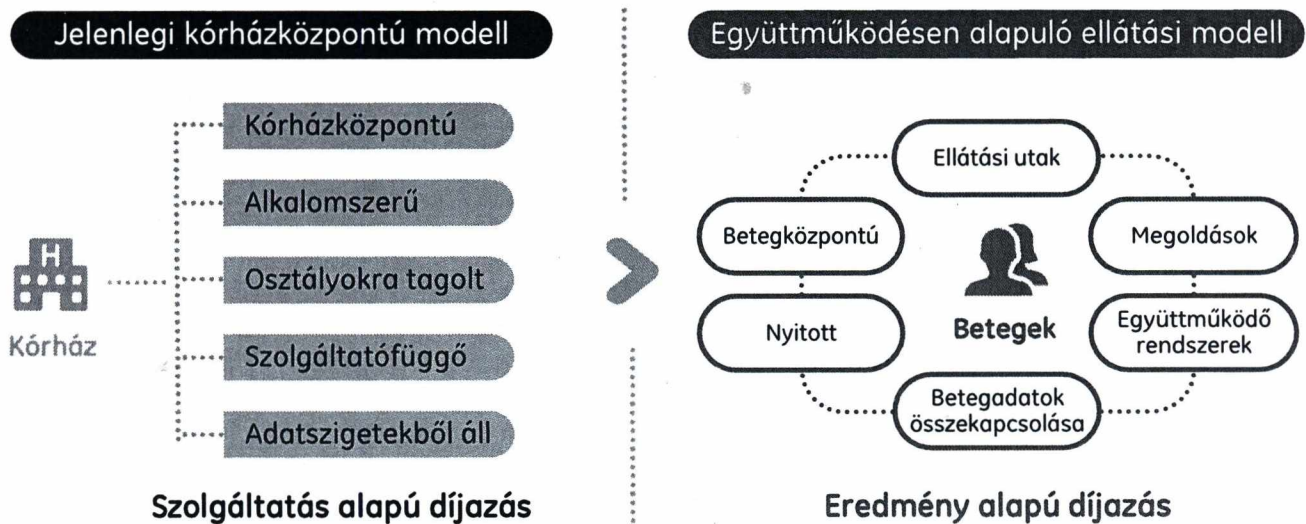 Jelenlegi kórházközpontú modell
Kórház
Kórházközpontú
Alkalomszerű
Osztályokra tagolt
Szolgáltatófüggő
Adatszigetekből áll
Szolgáltatás alapú díjazás
Együttműködésen alapuló ellátási modell
Ellátási utak
Betegközpontú
Megoldások
Nyitott
Betegek
Együttműködő
rendszerek
Betegadatok
összekapcsolása
Eredmény alapú díjazás